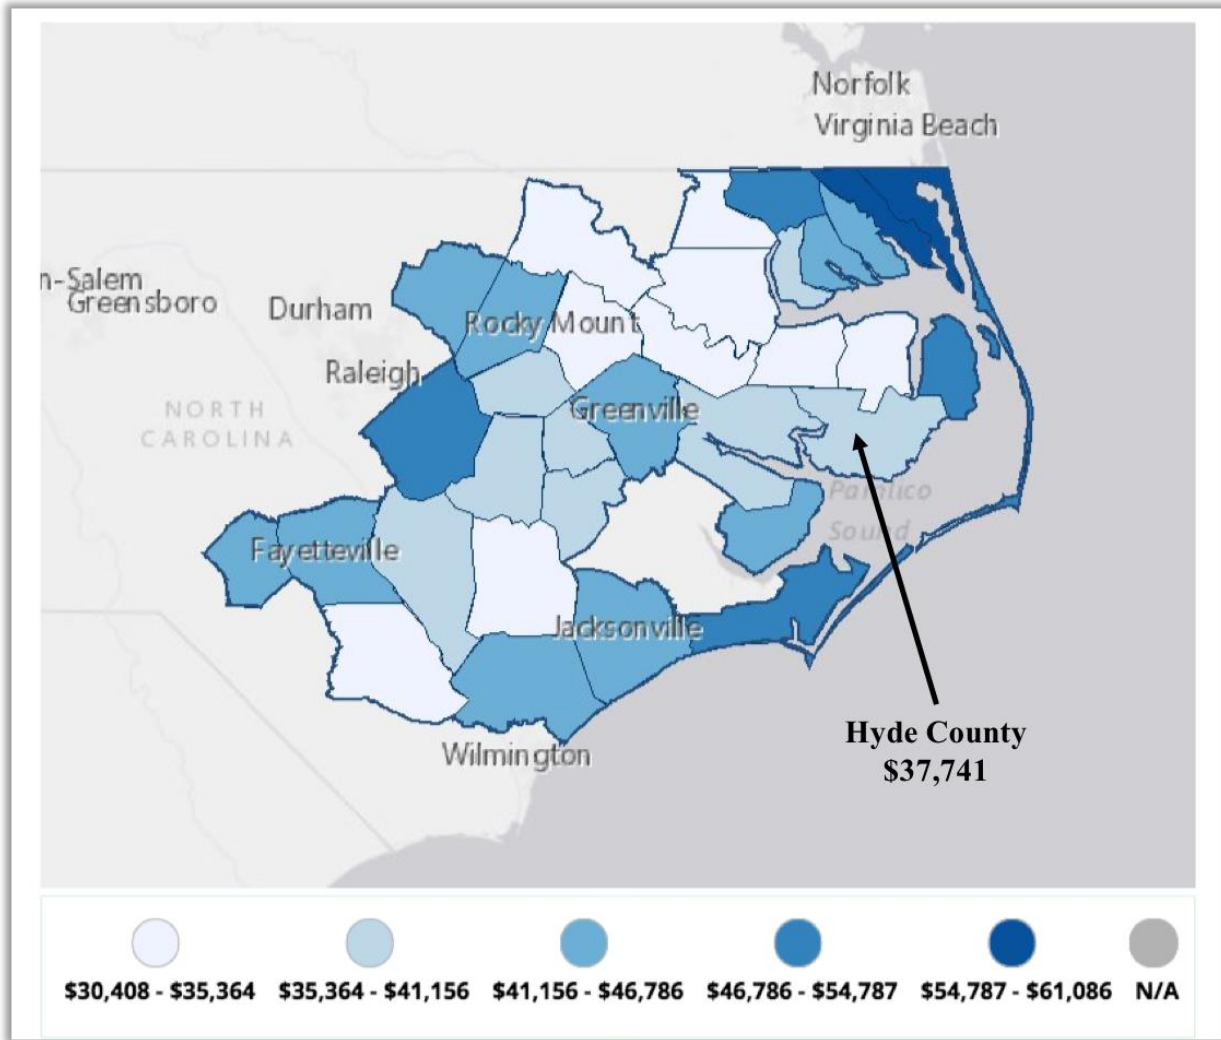 Norfolk
Virginia Beach
n-Salem
Greensboro
Durham
Rocky Mount
Raleigh
Greenville
NORTH
CAROLINA
Pamlico
Sound
Fayetteville
Jacksonville
Hyde County
$37,741
Wilmington
$30,408 - $35,364
$35,364 - $41,156
$41,156 - $46,786
$46,786 - $54,787
$54,787 - $61,086
N/A